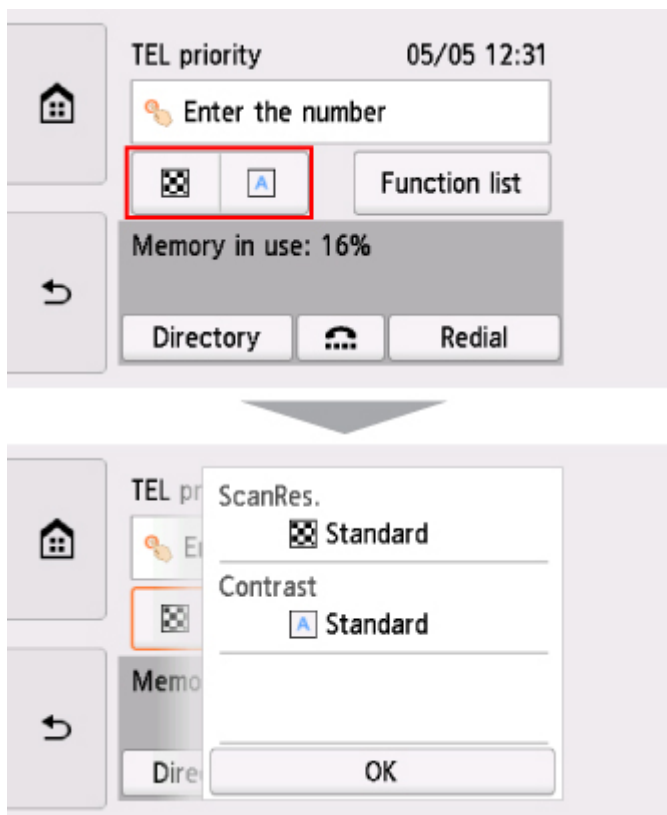 TEL priority 05/05 12:31
Enter the number
A Function list
Memory in use: 16%
Directory Redial
TEL pr
ScanRes.
Standard
E
Contrast
A Standard
Memo
Dire
OK